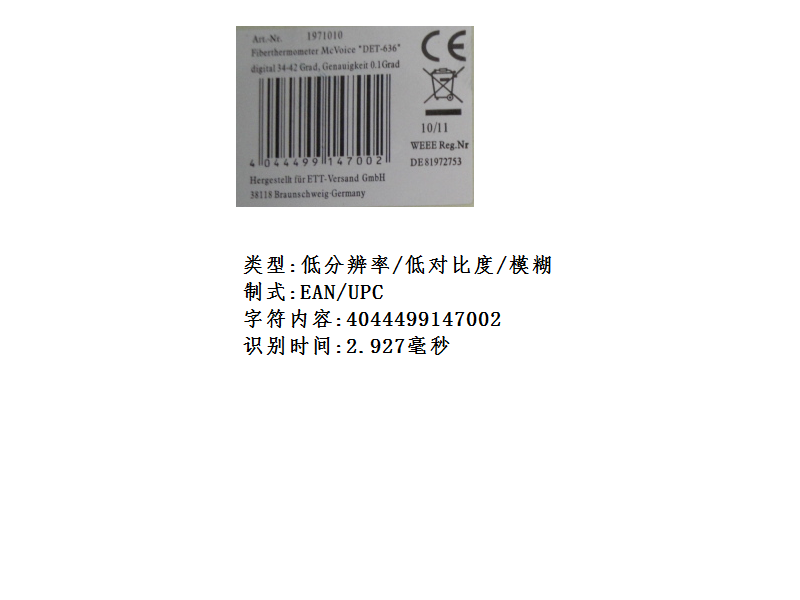 Art.-Nr. 1971010
Fiberthermometer McVoice "DET-636"
digital 34-42 Grad, Genauigkeit 0.1Grad
CE
4 044499 147002
10/11
WEEE Reg.Nr
DE81972753
Hergestellt für ETT-Versand GmbH
38118 Braunschweig-Germany
类型:低分辨率/低对比度/模糊
制式:EAN/UPC
字符内容:4044499147002
识别时间:2.927毫秒